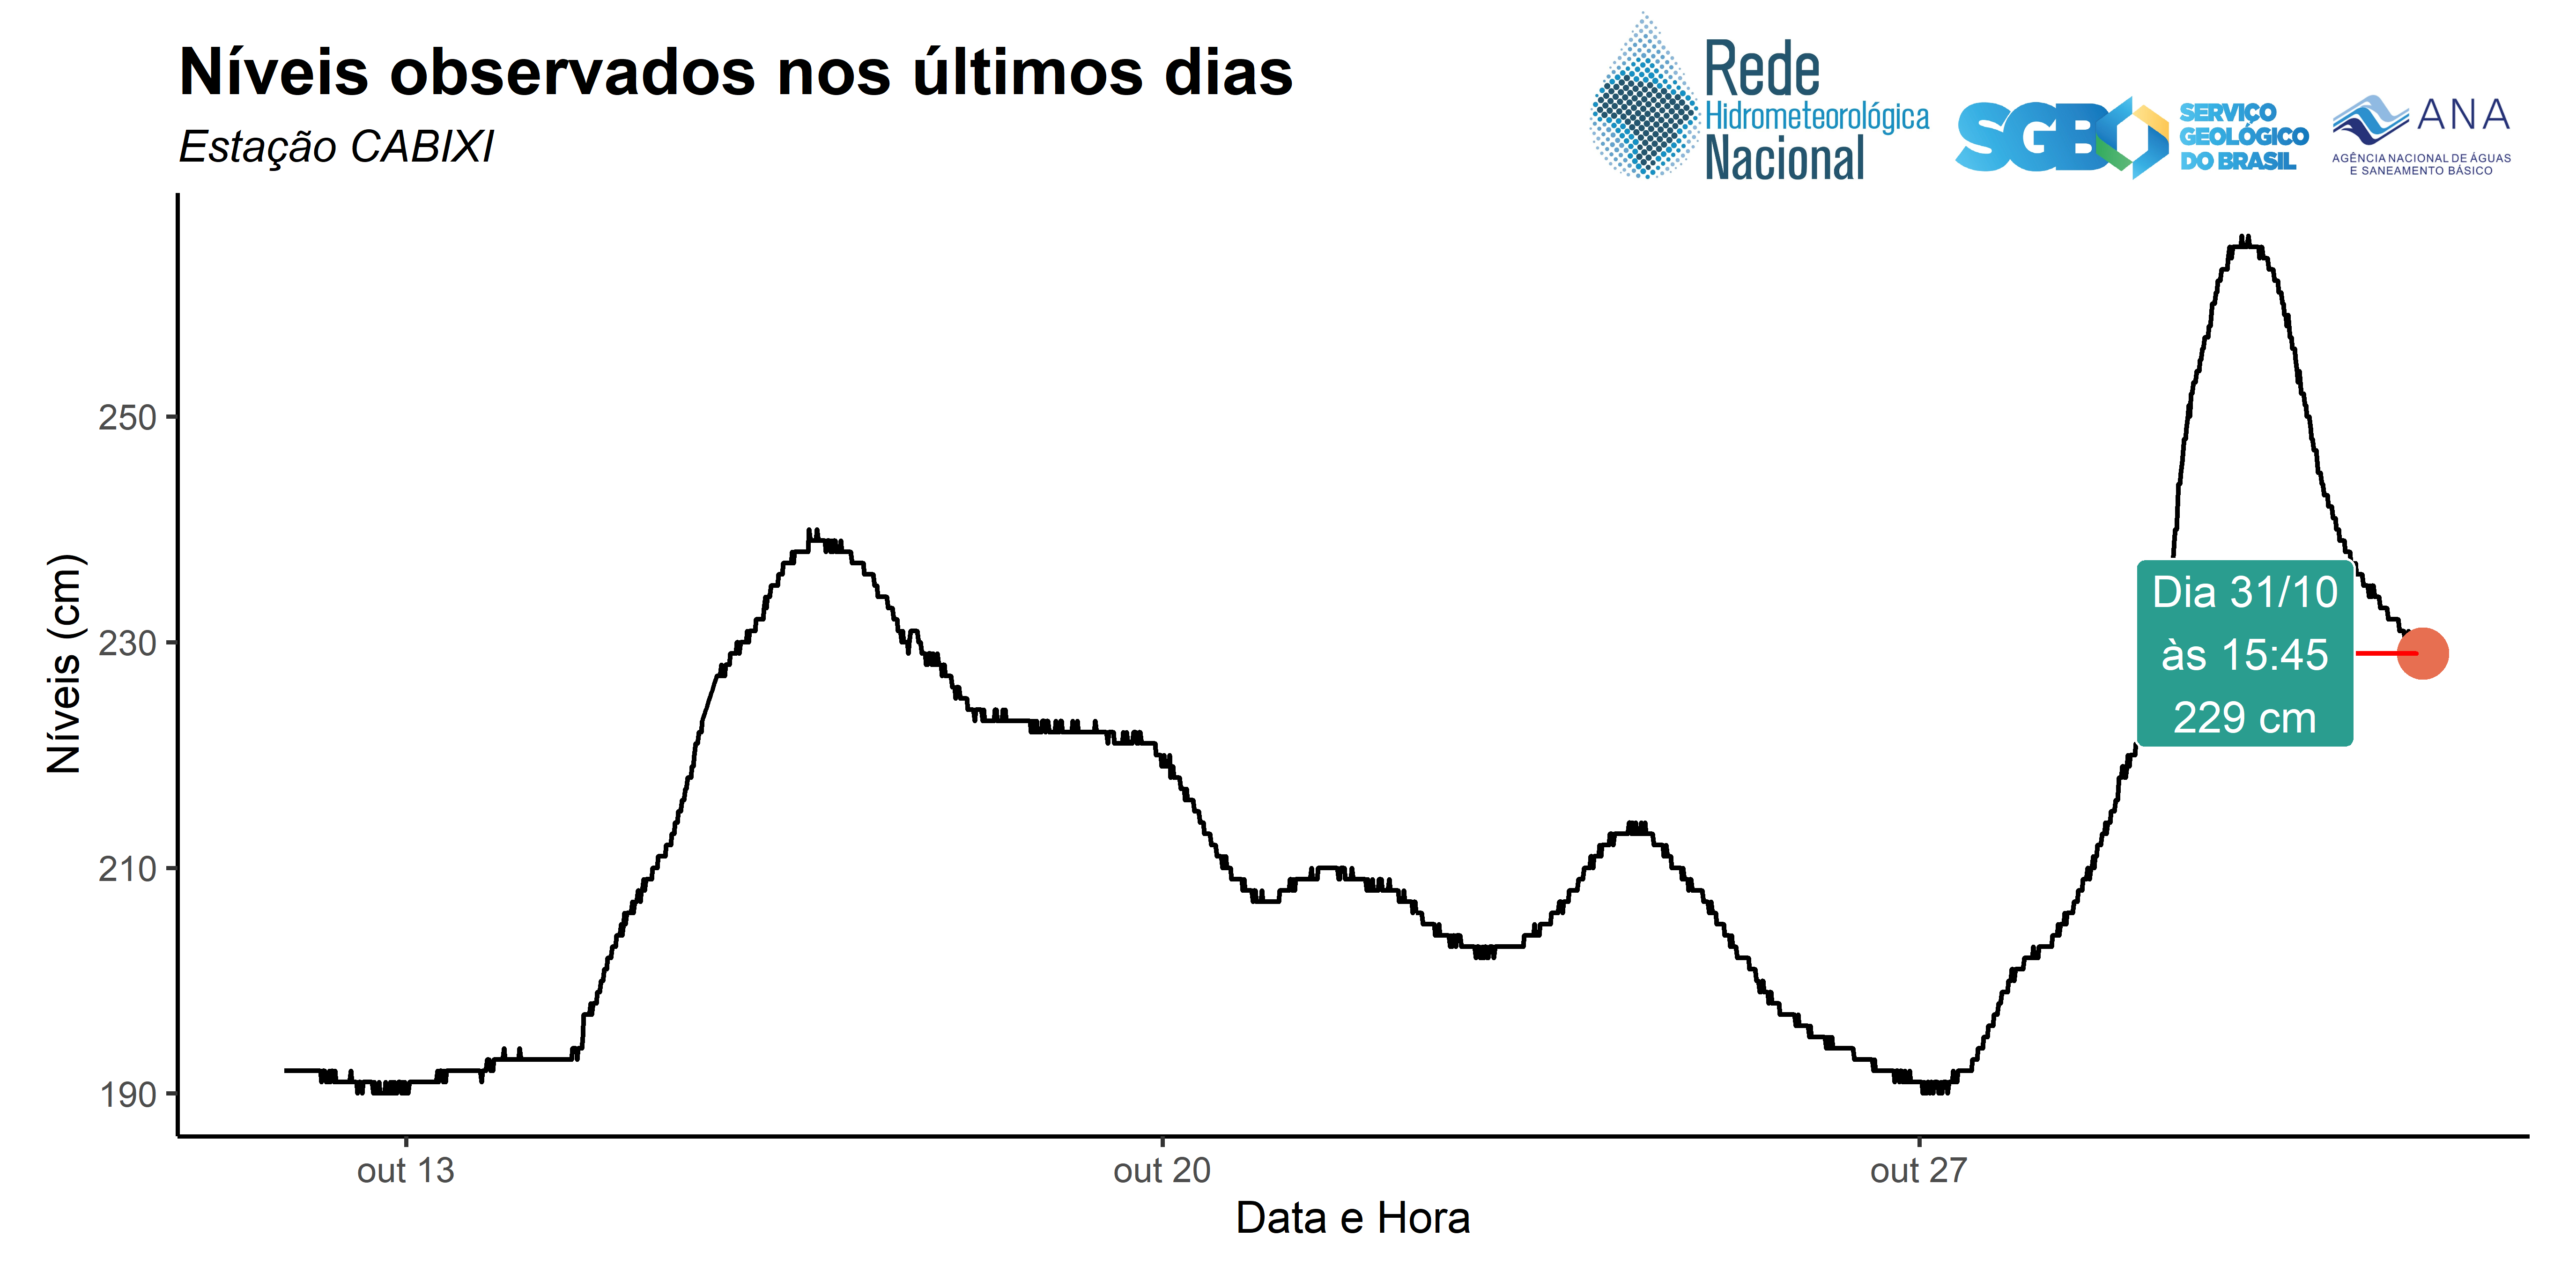 Níveis observados nos últimos dias
Estação CABIXI
Rede
Hidrometeorológica
Nacional
SGB
SERVIÇO
GEOLÓGICO
DO BRASIL
ANA
AGÊNCIA NACIONAL DE ÁGUAS
E SANEAMENTO BÁSICO
Níveis (cm)
250
230
210
190
Dia 31/10
às 15:45
229 cm
out 13
out 20
out 27
Data e Hora